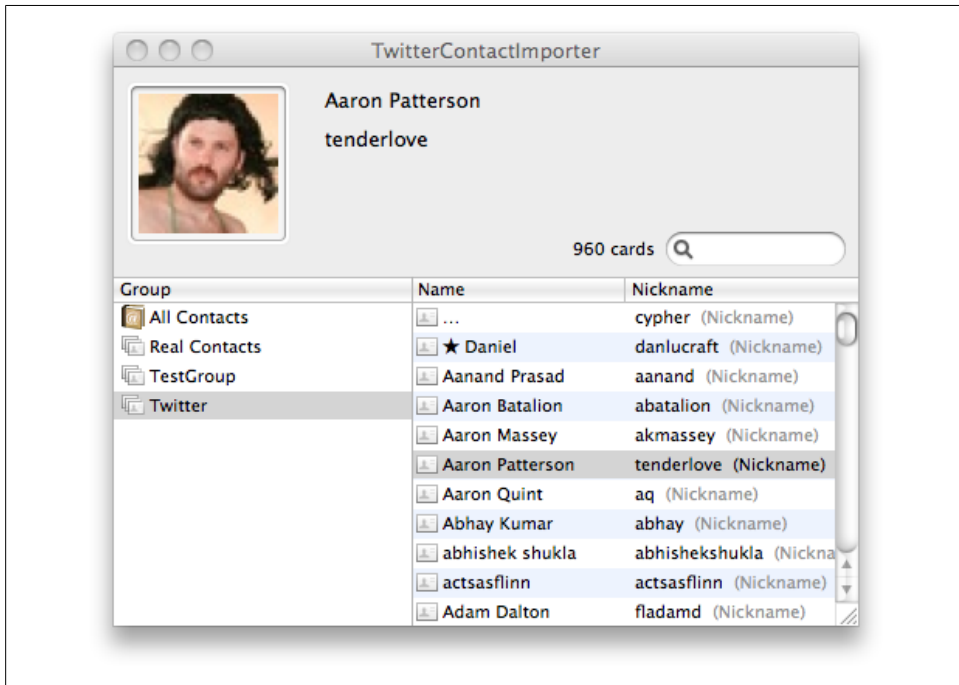 TwitterContactImporter
Aaron Patterson
tenderlove
960 cards
Group Name Nickname
All Contacts
Real Contacts
TestGroup
Twitter
... cypher (Nickname)
★ Daniel danlucraft (Nickname)
Aanand Prasad aanand (Nickname)
Aaron Batalion abatalion (Nickname)
Aaron Massey akmassey (Nickname)
Aaron Patterson tenderlove (Nickname)
Aaron Quint aq (Nickname)
Abhay Kumar abhay (Nickname)
abhishek shukla abhishekshukla (Nickna
actsasflinn actsasflinn (Nickname)
Adam Dalton fladamd (Nickname)